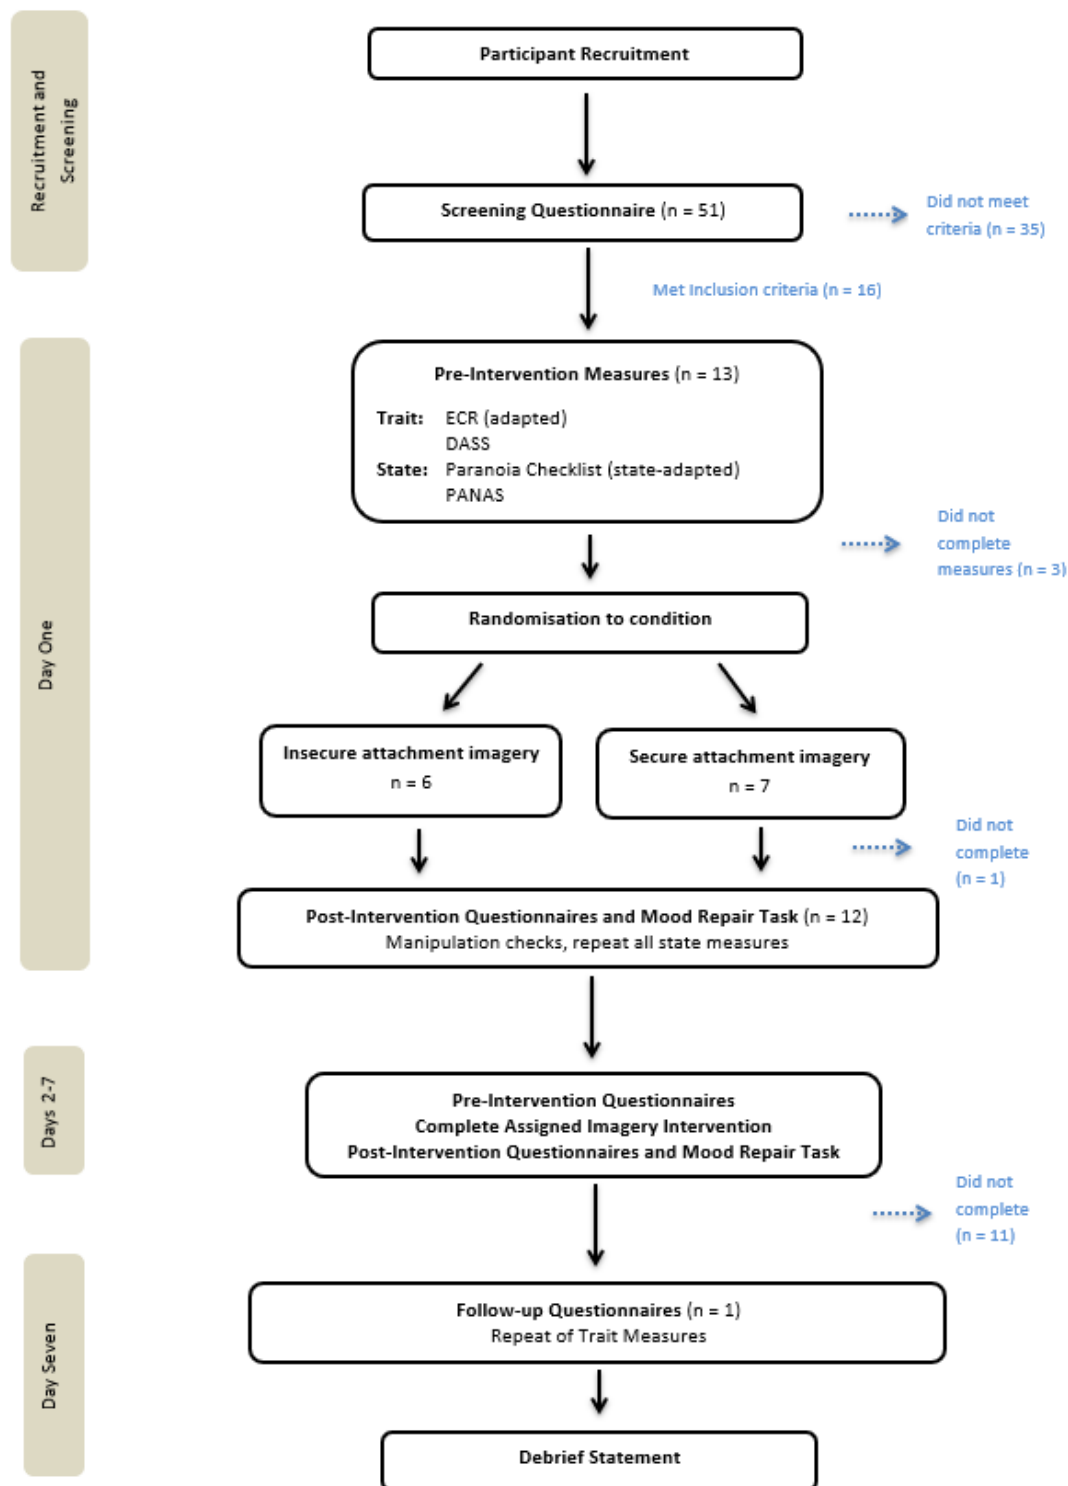 Recruitment and
Screening
Participant Recruitment
Screening Questionnaire (n = 51)
Did not meet
criteria (n = 35)
Met Inclusion criteria (n = 16)
Day One
Pre-Intervention Measures (n = 13)
Trait: ECR (adapted)
DASS
State: Paranoia Checklist (state-adapted)
PANAS
Did not
complete
measures (n = 3)
Randomisation to condition
Insecure attachment imagery
n = 6
Secure attachment imagery
n = 7
Did not
complete
(n = 1)
Post-Intervention Questionnaires and Mood Repair Task (n = 12)
Manipulation checks, repeat all state measures
Days 2-7
Pre-Intervention Questionnaires
Complete Assigned Imagery Intervention
Post-Intervention Questionnaires and Mood Repair Task
Did not
complete
(n = 11)
Day Seven
Follow-up Questionnaires (n = 1)
Repeat of Trait Measures
Debrief Statement